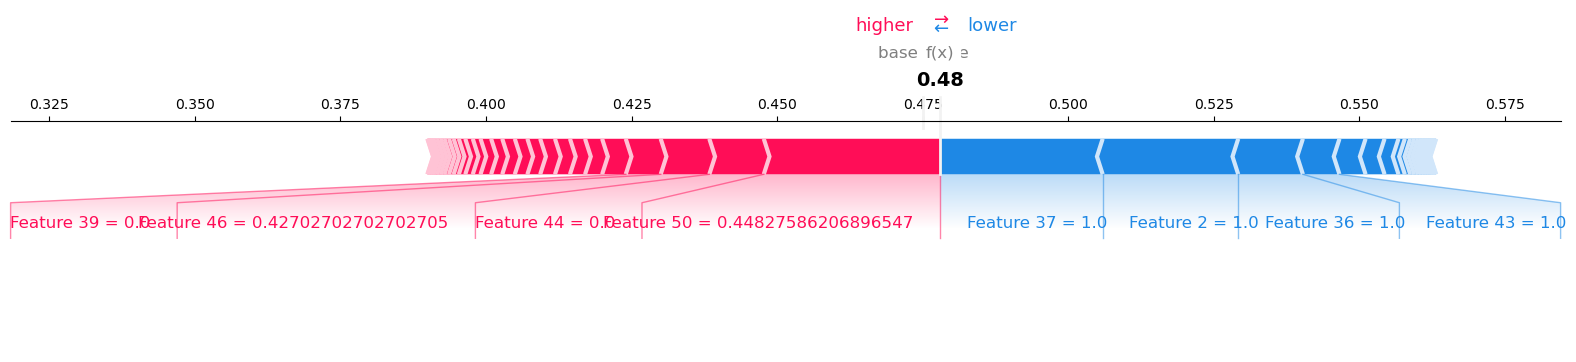 higher ⇄ lower
base f(x) e
0.48
0.325 0.350 0.375 0.400 0.425 0.450 0.475 0.500 0.525 0.550 0.575
Feature 39 = 0.0 Feature 46 = 0.42702702702702705 Feature 44 = 0.0 Feature 50 = 0.44827586206896547 Feature 37 = 1.0 Feature 2 = 1.0 Feature 36 = 1.0 Feature 43 = 1.0